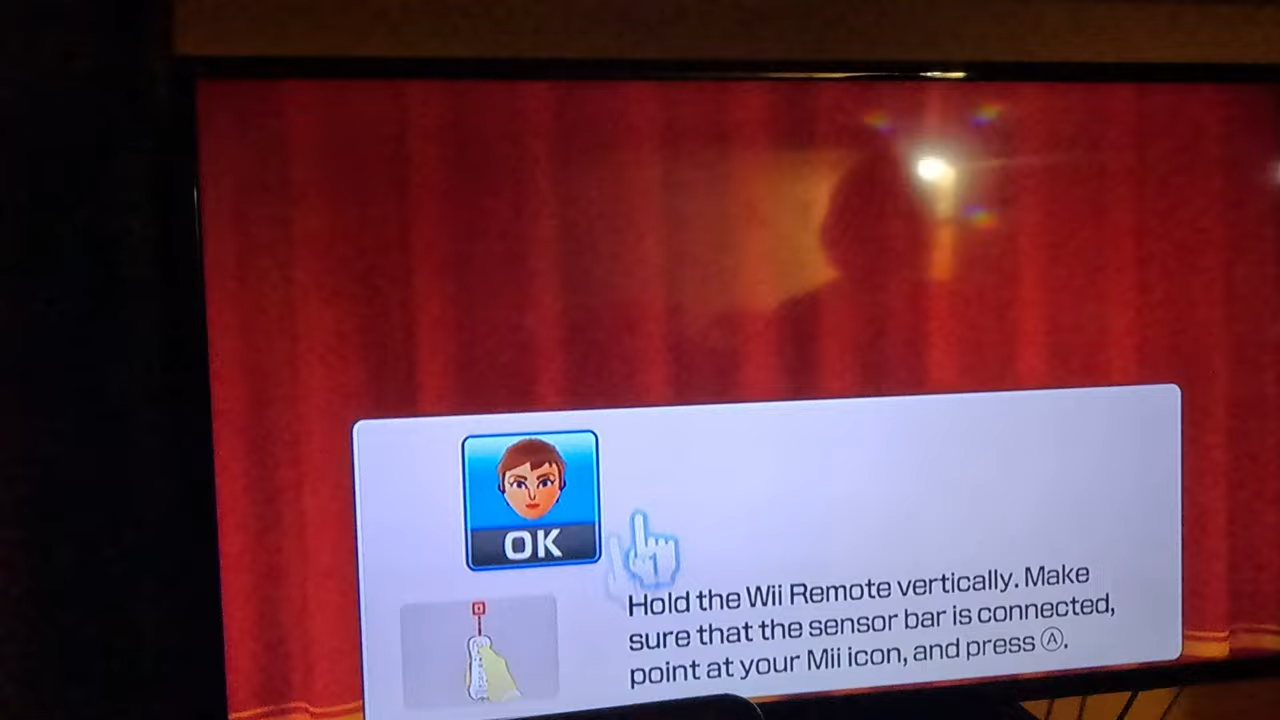 OK
Hold the Wii Remote vertically. Make
sure that the sensor bar is connected,
point at your Mii icon, and press Ⓐ.